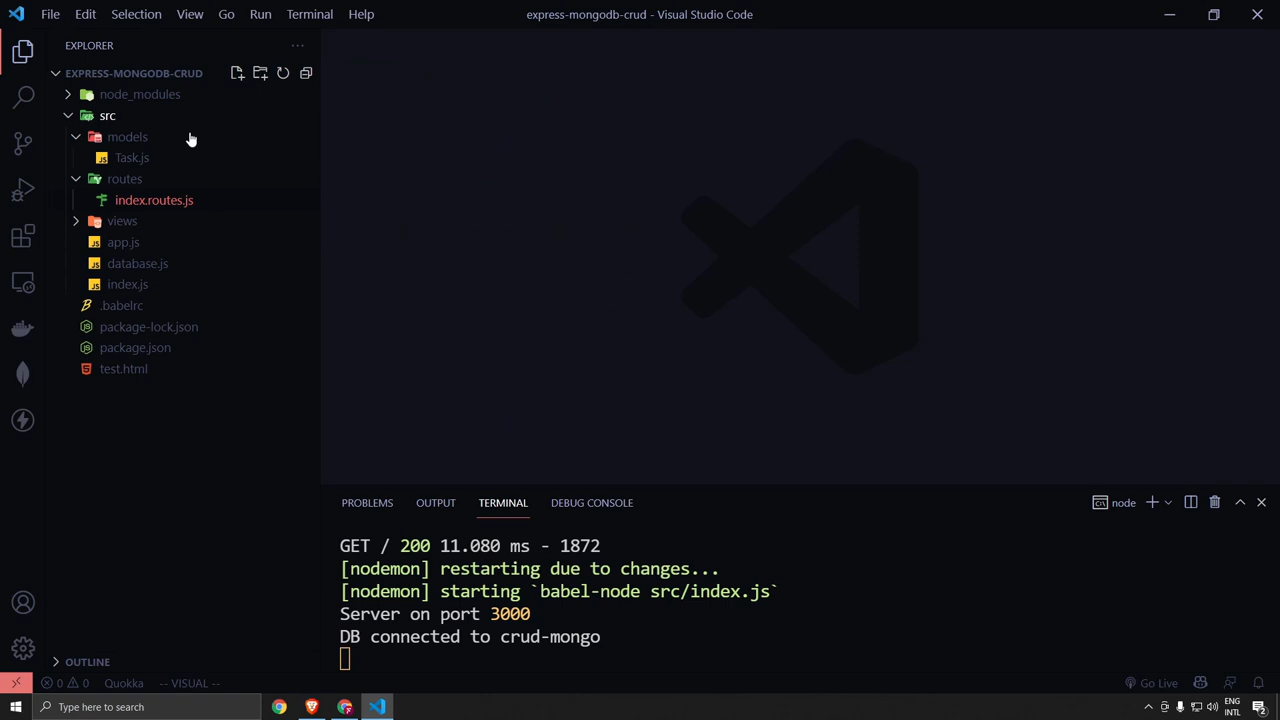 File Edit Selection View Go Run Terminal Help
express-mongodb-crud - Visual Studio Code
EXPLORER
EXPRESS-MONGODB-CRUD
node_modules
src
models
JS Task.js
routes
index.routes.js
views
JS app.js
JS database.js
JS index.js
.babelrc
package-lock.json
package.json
test.html
OUTLINE
PROBLEMS OUTPUT TERMINAL DEBUG CONSOLE
node
GET / 200 11.080 ms - 1872
[nodemon] restarting due to changes...
[nodemon] starting `babel-node src/index.js`
Server on port 3000
DB connected to crud-mongo
0 0 Quokka -- VISUAL --
Go Live
Type here to search
ENG
INTL